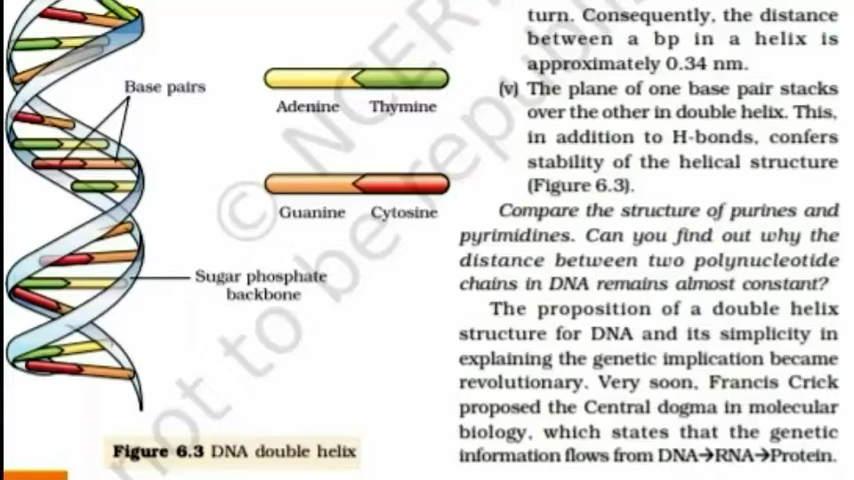 Base pairs
Adenine Thymine
Guanine Cytosine
Sugar phosphate
backbone
Figure 6.3 DNA double helix
turn. Consequently, the distance
between a bp in a helix is
approximately 0.34 nm.
(v) The plane of one base pair stacks
over the other in double helix. This,
in addition to H-bonds, confers
stability of the helical structure
(Figure 6.3).
Compare the structure of purines and
pyrimidines. Can you find out why the
distance between two polynucleotide
chains in DNA remains almost constant?
The proposition of a double helix
structure for DNA and its simplicity in
explaining the genetic implication became
revolutionary. Very soon, Francis Crick
proposed the Central dogma in molecular
biology, which states that the genetic
information flows from DNA→RNA→Protein.
© NCERT
not to be republi